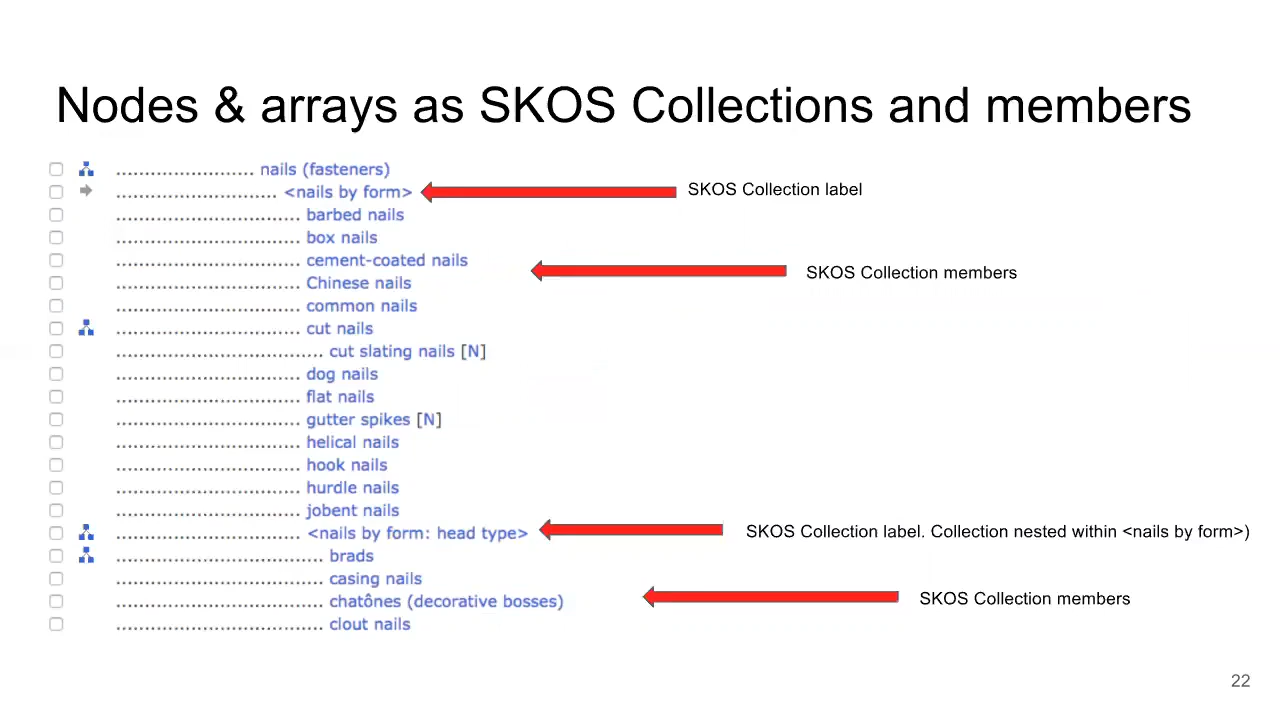 Nodes & arrays as SKOS Collections and members
........................ nails (fasteners)
............................ <nails by form>
SKOS Collection label
................................ barbed nails
................................ box nails
................................ cement-coated nails
SKOS Collection members
................................ Chinese nails
................................ common nails
................................ cut nails
.................................... cut slating nails [N]
................................ dog nails
................................ flat nails
................................ gutter spikes [N]
................................ helical nails
................................ hook nails
................................ hurdle nails
................................ jobent nails
................................ <nails by form: head type>
SKOS Collection label. Collection nested within <nails by form>)
.................................... brads
.................................... casing nails
.................................... chatônes (decorative bosses)
SKOS Collection members
.................................... clout nails
22